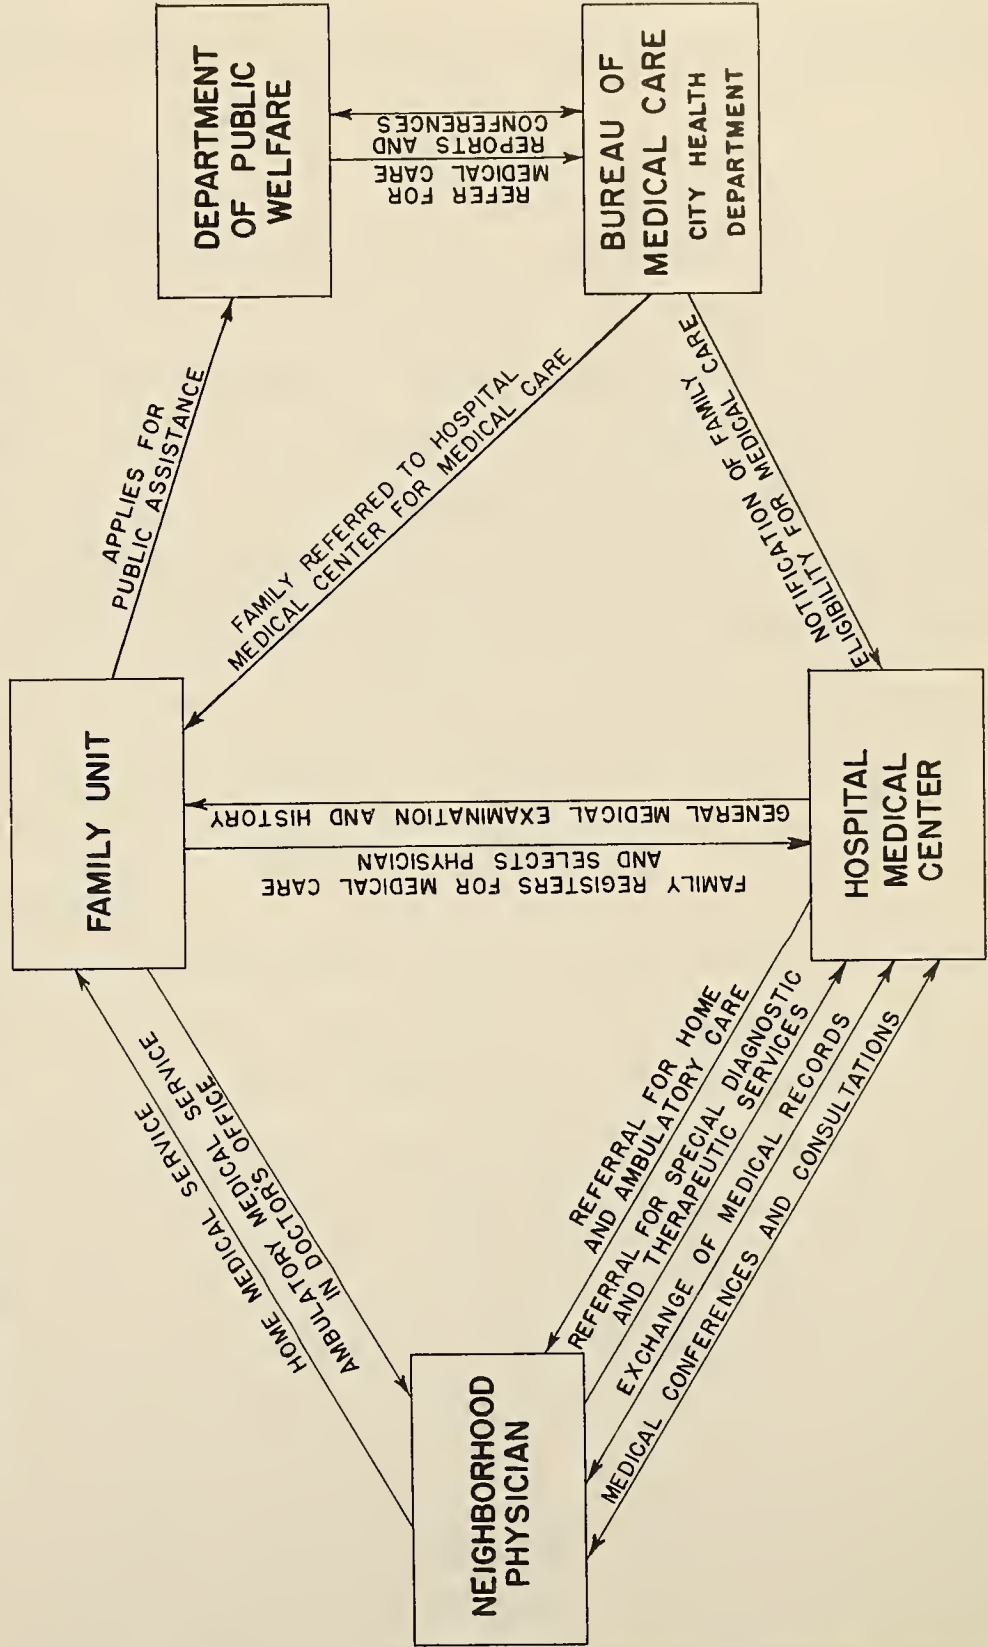 DEPARTMENT
OF PUBLIC
WELFARE
REFER FOR
MEDICAL CARE
REPORTS AND
CONFERENCES
BUREAU OF
MEDICAL CARE
CITY HEALTH
DEPARTMENT
APPLIES FOR
PUBLIC ASSISTANCE
FAMILY REFERRED TO HOSPITAL
MEDICAL CENTER FOR MEDICAL CARE
NOTIFICATION OF FAMILY
ELIGIBILITY FOR MEDICAL CARE
FAMILY UNIT
FAMILY REGISTERS FOR MEDICAL CARE
AND SELECTS PHYSICIAN
GENERAL MEDICAL EXAMINATION AND HISTORY
HOSPITAL
MEDICAL
CENTER
HOME MEDICAL SERVICE
AMBULATORY MEDICAL SERVICE
IN DOCTOR'S OFFICE
REFERRAL FOR HOME
AND AMBULATORY CARE
REFERRAL FOR SPECIAL DIAGNOSTIC
AND THERAPEUTIC SERVICES
EXCHANGE OF MEDICAL RECORDS
MEDICAL CONFERENCES AND CONSULTATIONS
NEIGHBORHOOD
PHYSICIAN